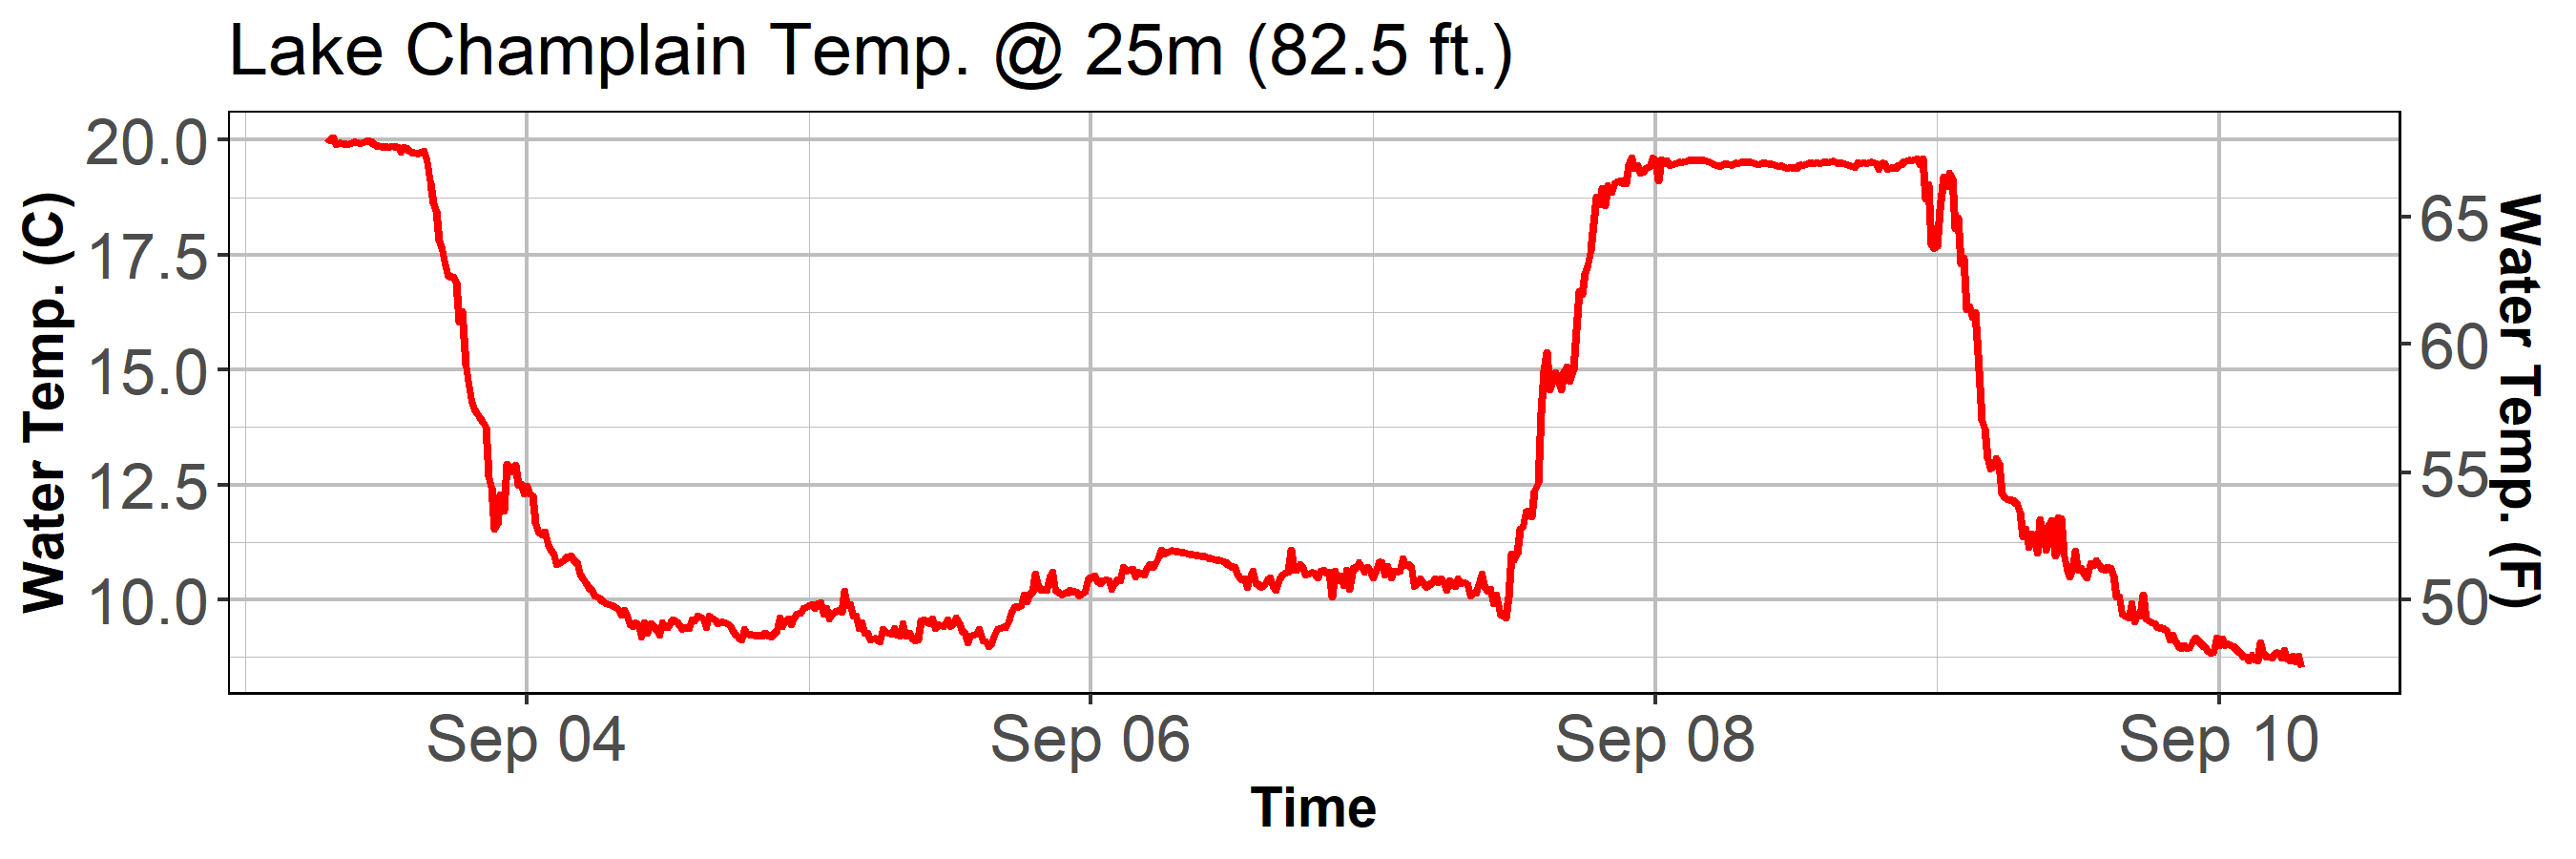 Lake Champlain Temp. @ 25m (82.5 ft.)
Water Temp. (C)
20.0
17.5
15.0
12.5
10.0
65
60
55
50
Water Temp. (F)
Sep 04
Sep 06
Sep 08
Sep 10
Time